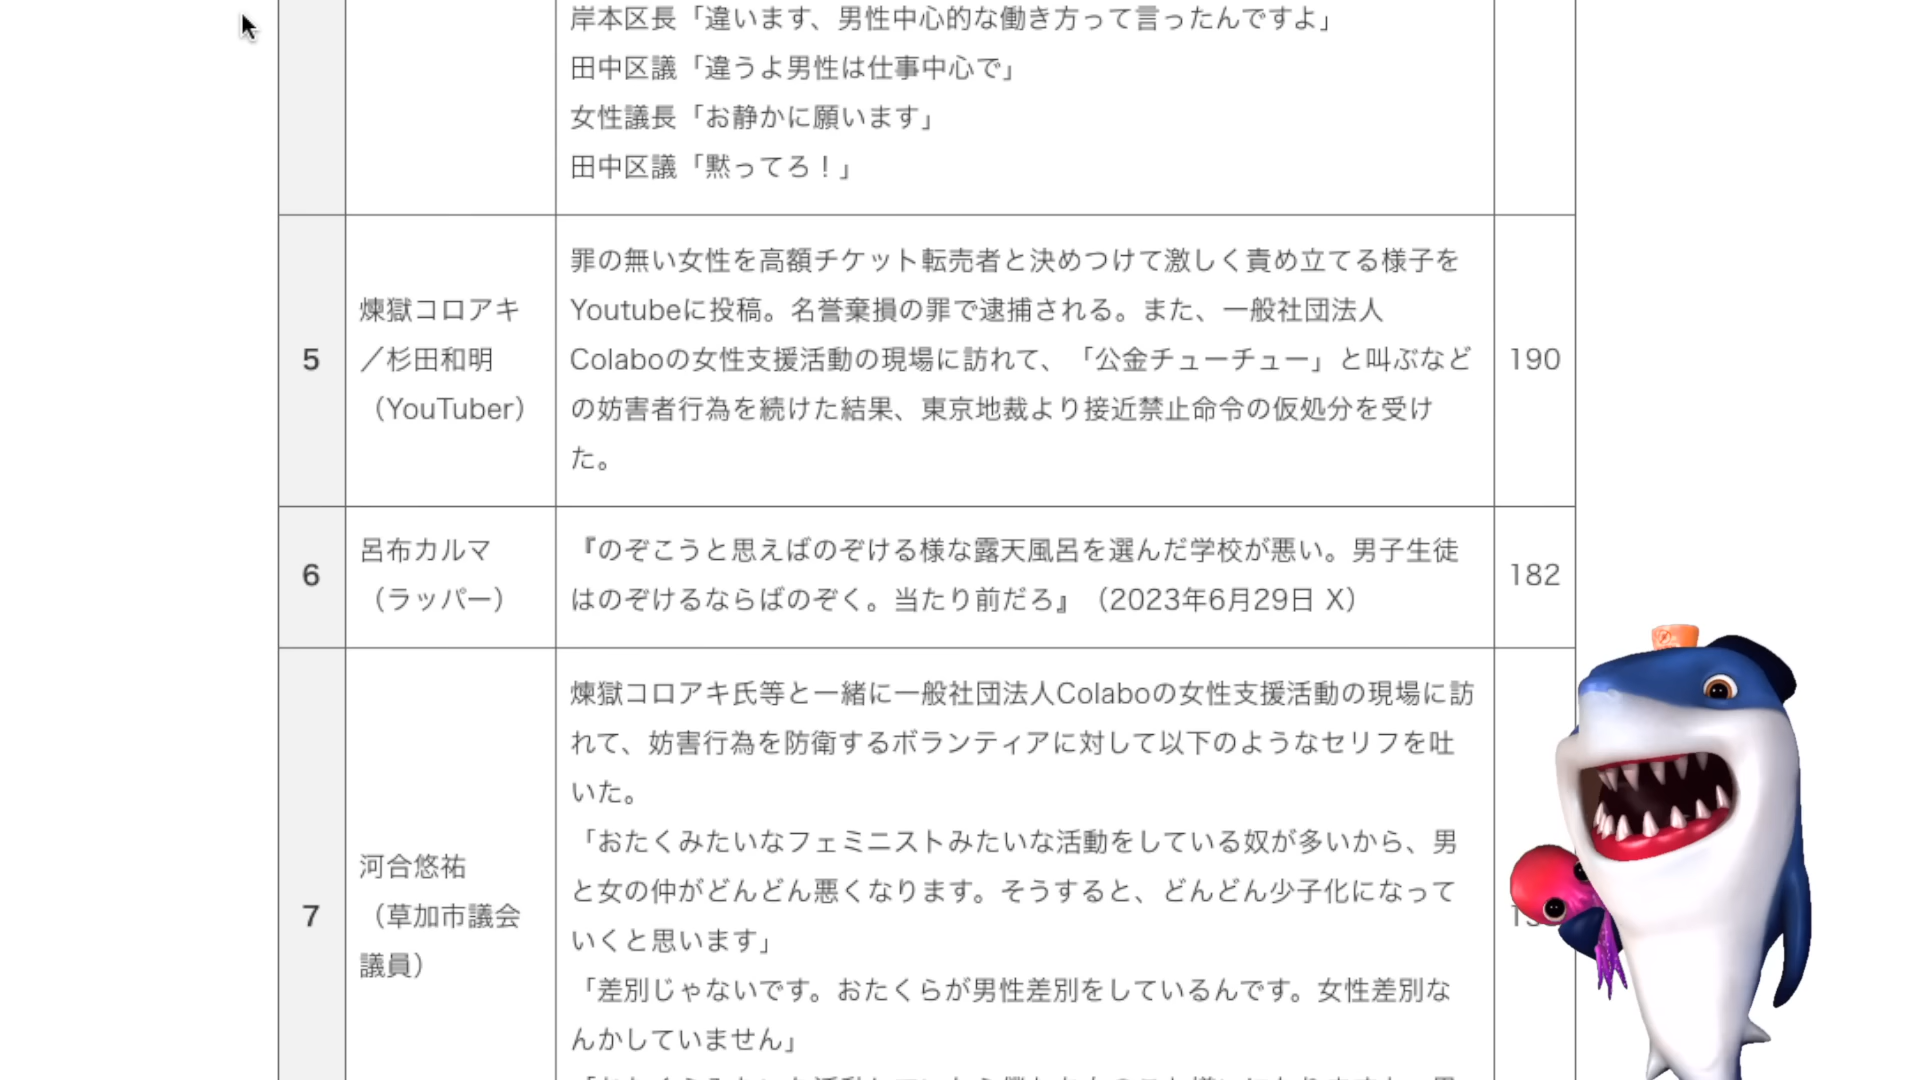 岸本区長「違います、男性中心的な働き方って言ったんですよ」
田中区議「違うよ男性は仕事中心で」
女性議長「お静かに願います」
田中区議「黙ってろ！」
5
煉獄コロアキ
／杉田和明
（YouTuber）
罪の無い女性を高額チケット転売者と決めつけて激しく責め立てる様子を
Youtubeに投稿。名誉棄損の罪で逮捕される。また、一般社団法人
Colaboの女性支援活動の現場に訪れて、「公金チューチュー」と叫ぶなど
の妨害者行為を続けた結果、東京地裁より接近禁止命令の仮処分を受け
た。
190
6
呂布カルマ
（ラッパー）
『のぞこうと思えばのぞける様な露天風呂を選んだ学校が悪い。男子生徒
はのぞけるならばのぞく。当たり前だろ』（2023年6月29日 X）
182
7
河合悠祐
（草加市議会
議員）
煉獄コロアキ氏等と一緒に一般社団法人Colaboの女性支援活動の現場に訪
れて、妨害行為を防衛するボランティアに対して以下のようなセリフを吐
いた。
「おたくみたいなフェミニストみたいな活動をしている奴が多いから、男
と女の仲がどんどん悪くなります。そうすると、どんどん少子化になって
いくと思います」
「差別じゃないです。おたくらが男性差別をしているんです。女性差別な
んかしていません」